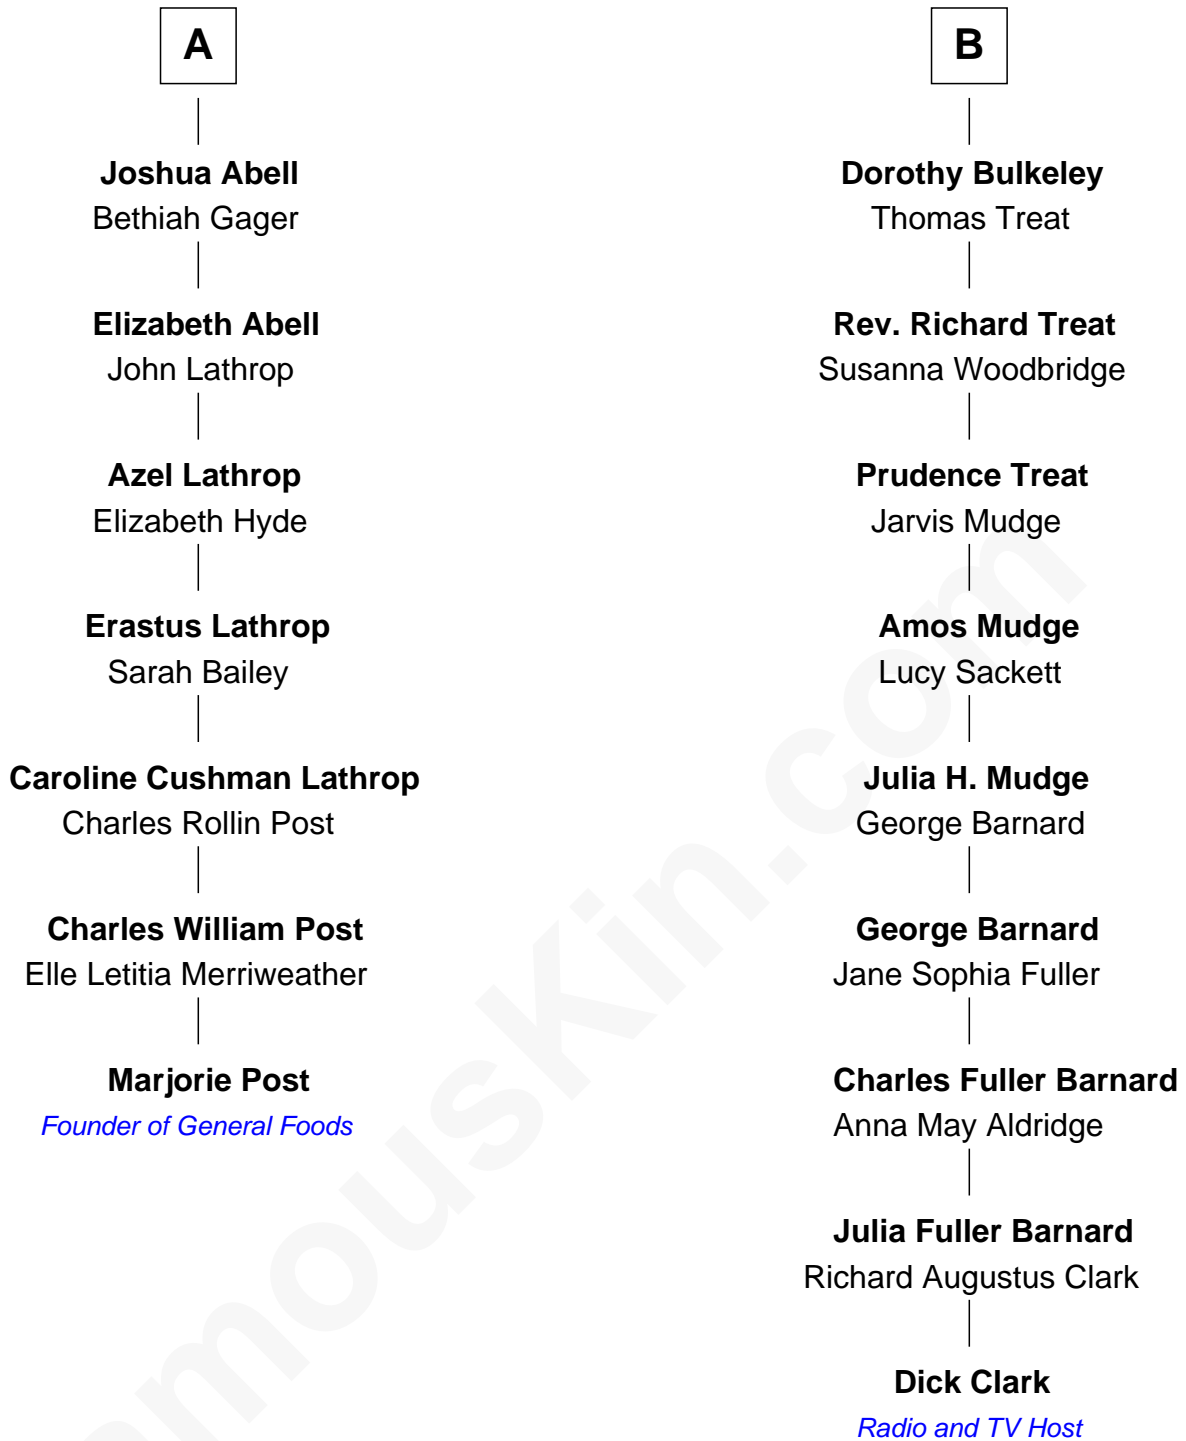 A
Joshua Abell
Bethiah Gager
Elizabeth Abell
John Lathrop
Azel Lathrop
Elizabeth Hyde
Erastus Lathrop
Sarah Bailey
Caroline Cushman Lathrop
Charles Rollin Post
Charles William Post
Elle Letitia Merriweather
Marjorie Post
Founder of General Foods
B
Dorothy Bulkeley
Thomas Treat
Rev. Richard Treat
Susanna Woodbridge
Prudence Treat
Jarvis Mudge
Amos Mudge
Lucy Sackett
Julia H. Mudge
George Barnard
George Barnard
Jane Sophia Fuller
Charles Fuller Barnard
Anna May Aldridge
Julia Fuller Barnard
Richard Augustus Clark
Dick Clark
Radio and TV Host